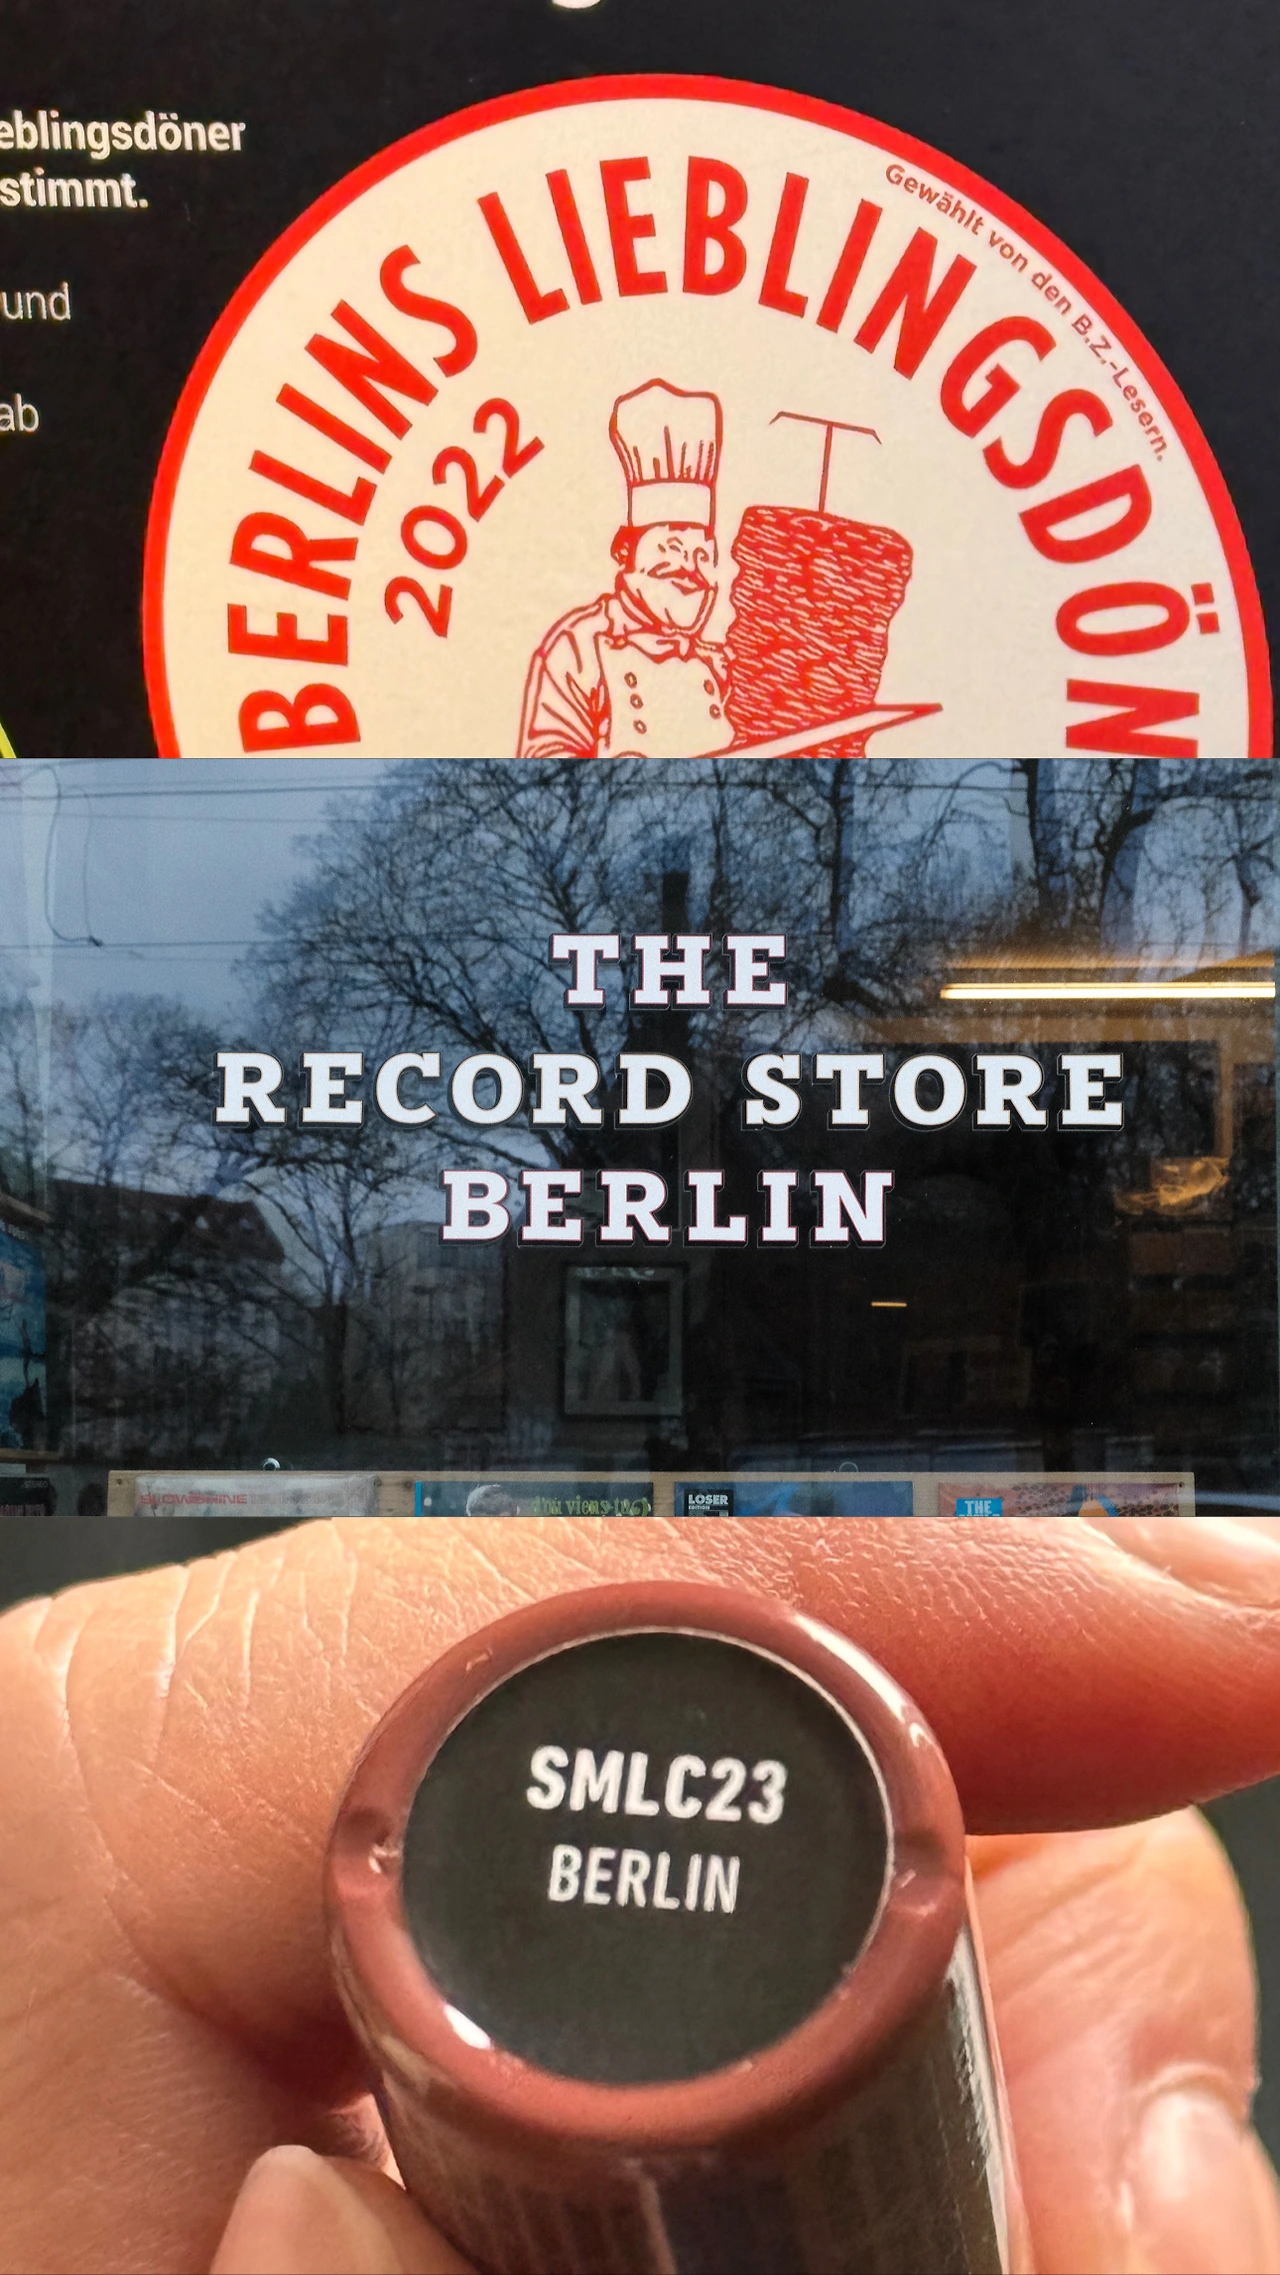 eblingsdöner
stimmt.
und
ab
BERLINS LIEBLINGSDÖN
Gewählt von den B.Z.-Lesern.
2022
THE
RECORD STORE
BERLIN
LOSER
EDITION
THE
SMLC23
BERLIN